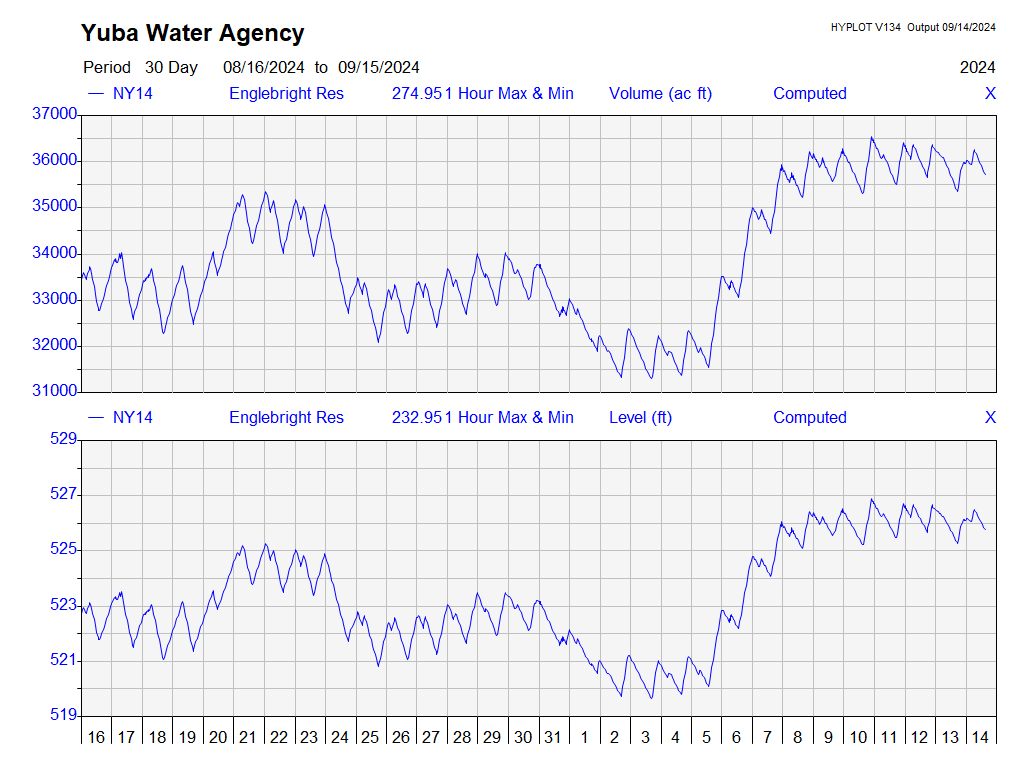 Yuba Water Agency
HYPLOT V134 Output 09/14/2024
Period 30 Day 08/16/2024 to 09/15/2024 2024
NY14 Englebright Res 274.951 Hour Max & Min Volume (ac ft) Computed X
37000
36000
35000
34000
33000
32000
31000
NY14 Englebright Res 232.951 Hour Max & Min Level (ft) Computed X
529
527
525
523
521
519
16 17 18 19 20 21 22 23 24 25 26 27 28 29 30 31 1 2 3 4 5 6 7 8 9 10 11 12 13 14